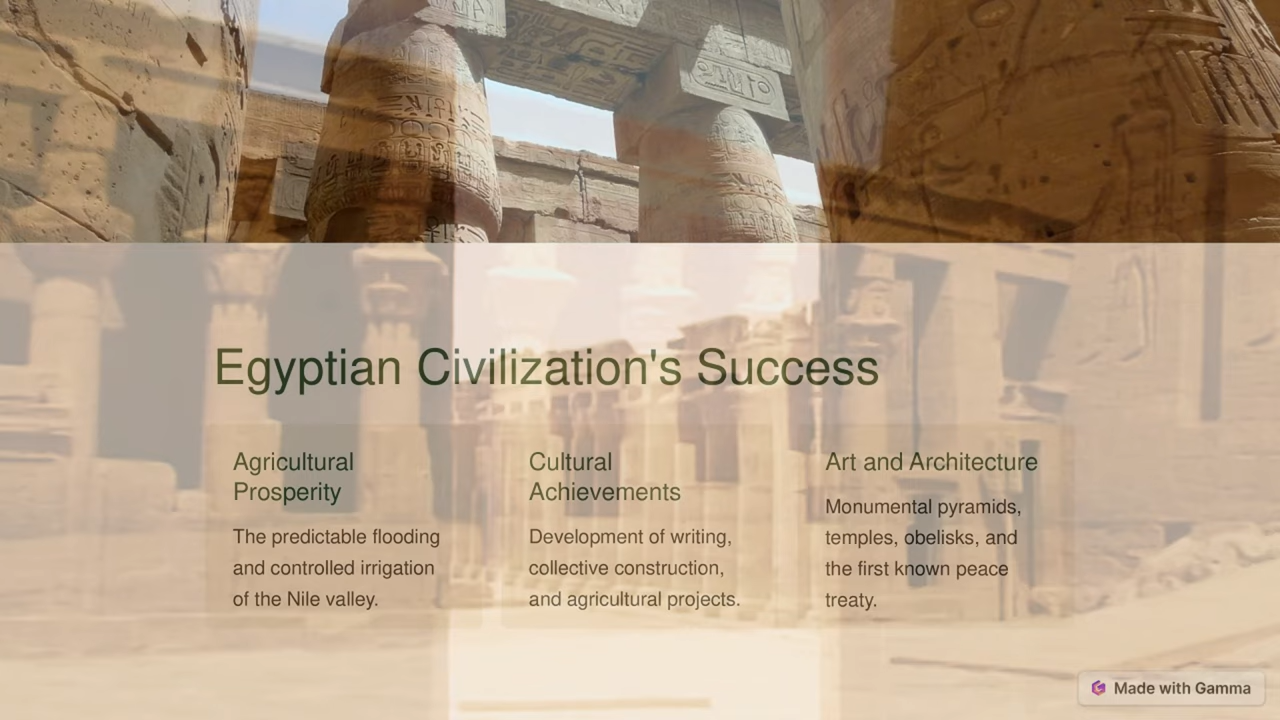 Egyptian Civilization's Success
Agricultural
Prosperity
The predictable flooding
and controlled irrigation
of the Nile valley.
Cultural
Achievements
Development of writing,
collective construction,
and agricultural projects.
Art and Architecture
Monumental pyramids,
temples, obelisks, and
the first known peace
treaty.
Made with Gamma